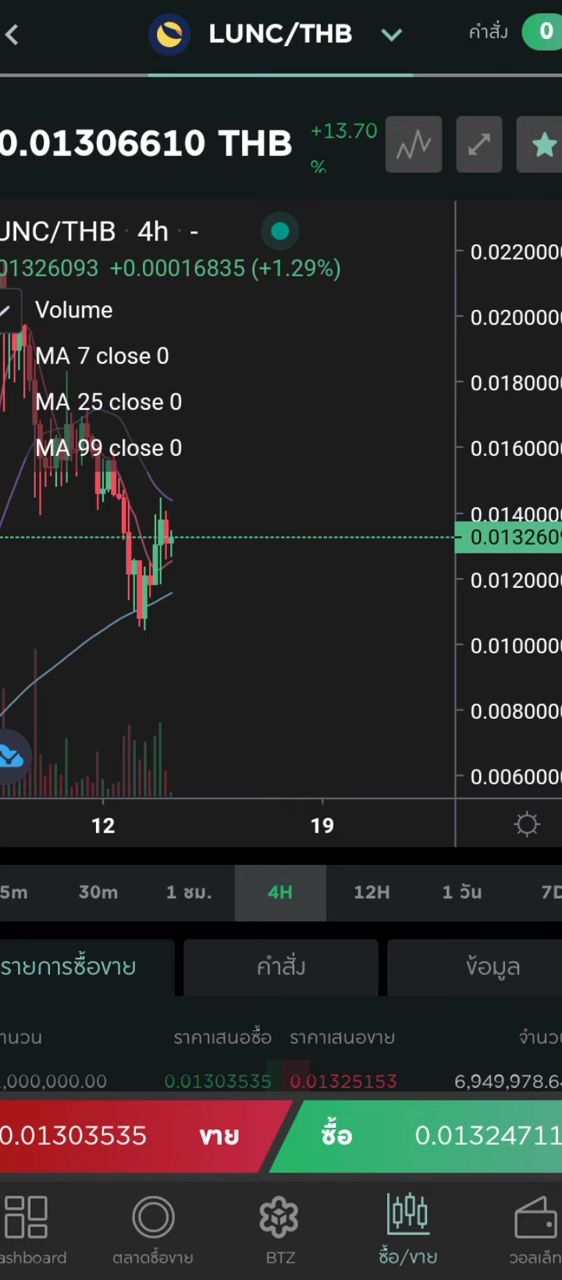 LUNC/THB
คำสั่ง 0
0.01306610 THB +13.70
%
UNC/THB · 4h · -
01326093 +0.00016835 (+1.29%)
Volume
MA 7 close 0
MA 25 close 0
MA 99 close 0
0.0220000
0.0200000
0.0180000
0.0160000
0.0140000
0.0132609
0.0120000
0.0100000
0.0080000
0.0060000
12 19
5m 30m 1 ชม. 4H 12H 1 วัน 7D
รายการซื้อขาย คำสั่ง ข้อมูล
านวน ราคาเสนอซื้อ ราคาเสนอขาย จำนว
,000,000.00 0.01303535 0.01325153 6,949,978.64
0.01303535 ขาย ซื้อ 0.01324711
ashboard ตลาดซื้อขาย BTZ ซื้อ/ขาย วอลเล็ท